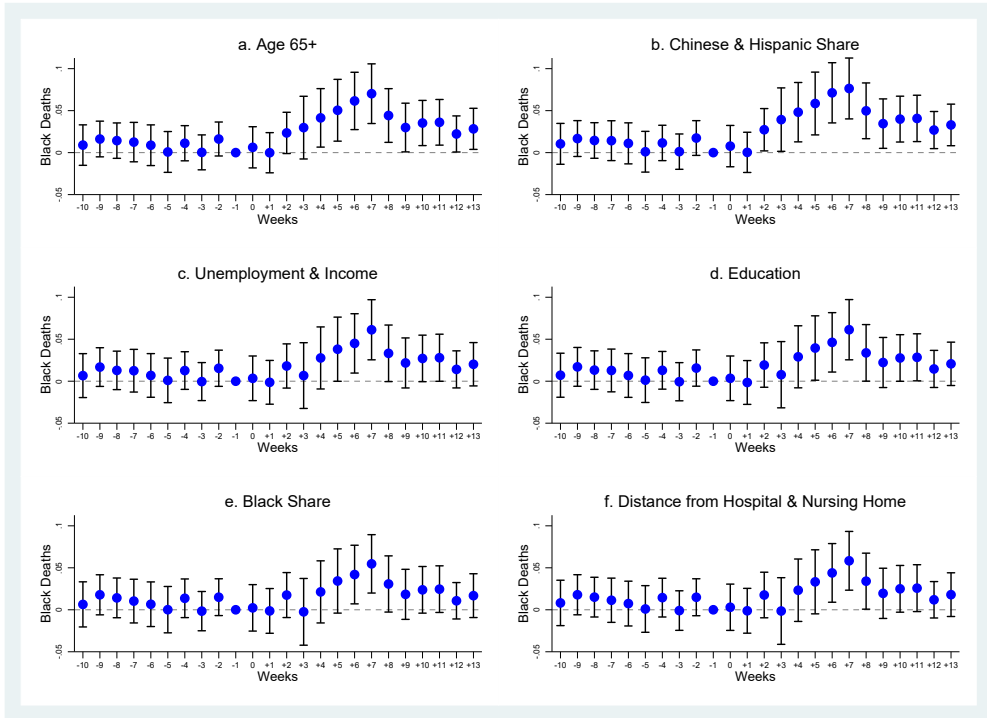 a. Age 65+
Black Deaths
.1
.05
0
-.05
-10 -9 -8 -7 -6 -5 -4 -3 -2 -1 0 +1 +2 +3 +4 +5 +6 +7 +8 +9 +10 +11 +12 +13
Weeks
b. Chinese & Hispanic Share
Black Deaths
.1
.05
0
-.05
-10 -9 -8 -7 -6 -5 -4 -3 -2 -1 0 +1 +2 +3 +4 +5 +6 +7 +8 +9 +10 +11 +12 +13
Weeks
c. Unemployment & Income
Black Deaths
.1
.05
0
-.05
-10 -9 -8 -7 -6 -5 -4 -3 -2 -1 0 +1 +2 +3 +4 +5 +6 +7 +8 +9 +10 +11 +12 +13
Weeks
d. Education
Black Deaths
.1
.05
0
-.05
-10 -9 -8 -7 -6 -5 -4 -3 -2 -1 0 +1 +2 +3 +4 +5 +6 +7 +8 +9 +10 +11 +12 +13
Weeks
e. Black Share
Black Deaths
.1
.05
0
-.05
-10 -9 -8 -7 -6 -5 -4 -3 -2 -1 0 +1 +2 +3 +4 +5 +6 +7 +8 +9 +10 +11 +12 +13
Weeks
f. Distance from Hospital & Nursing Home
Black Deaths
.1
.05
0
-.05
-10 -9 -8 -7 -6 -5 -4 -3 -2 -1 0 +1 +2 +3 +4 +5 +6 +7 +8 +9 +10 +11 +12 +13
Weeks